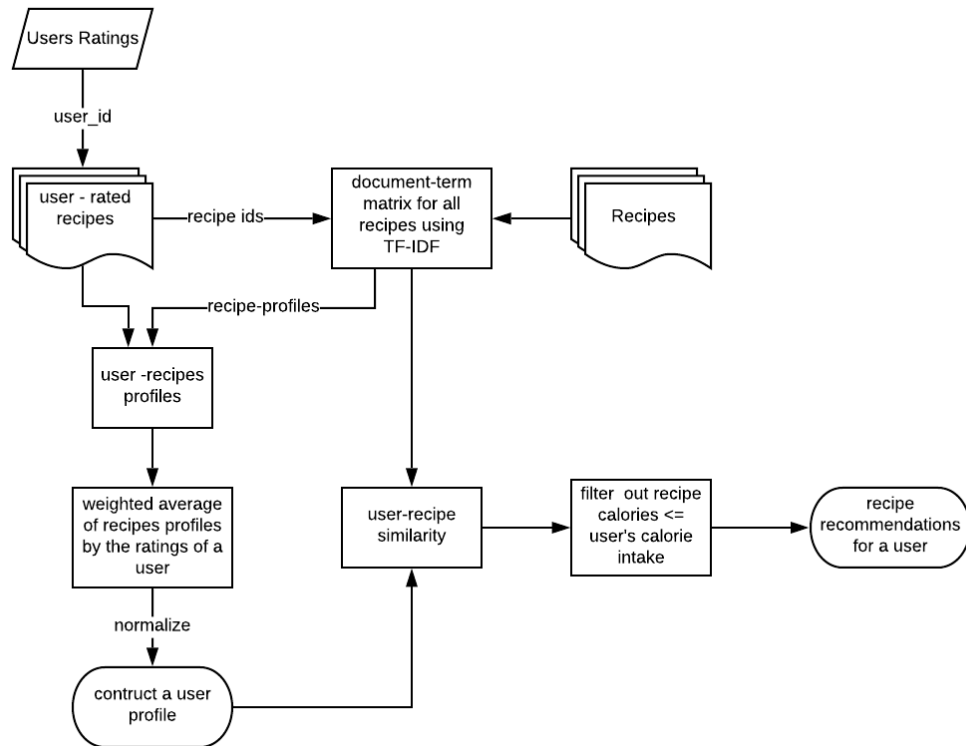 Users Ratings
user_id
user - rated
recipes
recipe ids
document-term
matrix for all
recipes using
TF-IDF
Recipes
recipe-profiles
user -recipes
profiles
weighted average
of recipes profiles
by the ratings of a
user
user-recipe
similarity
filter  out recipe
calories <=
user's calorie
intake
recipe
recommendations
for a user
normalize
contruct a user
profile